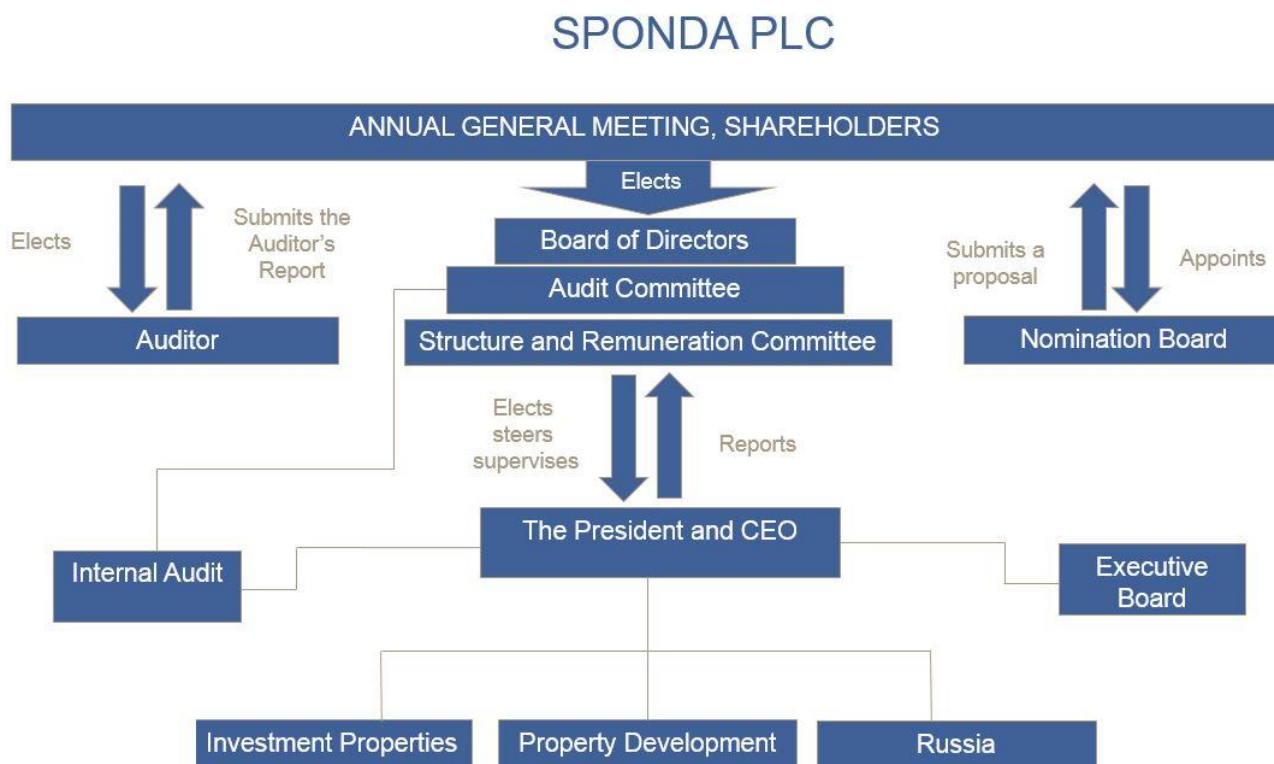 SPONDA PLC
ANNUAL GENERAL MEETING, SHAREHOLDERS
Elects
Elects
Submits the
Auditor's
Report
Board of Directors
Audit Committee
Structure and Remuneration Committee
Submits a
proposal
Appoints
Auditor
Nomination Board
Elects
steers
supervises
Reports
The President and CEO
Internal Audit
Executive
Board
Investment Properties
Property Development
Russia